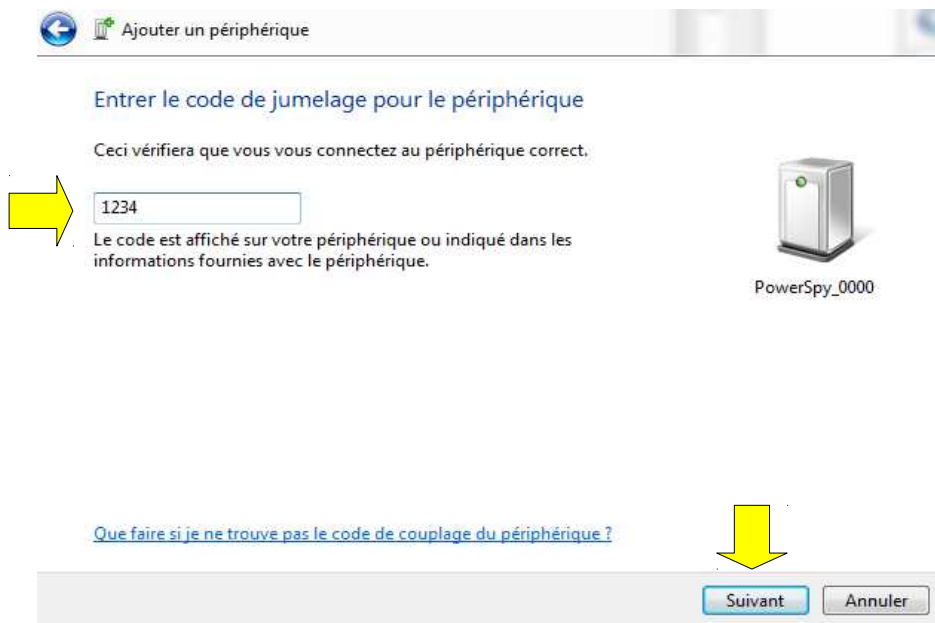 Ajouter un périphérique
Entrer le code de jumelage pour le périphérique
Ceci vérifiera que vous vous connectez au périphérique correct.
1234
Le code est affiché sur votre périphérique ou indiqué dans les
informations fournies avec le périphérique.
PowerSpy_0000
Que faire si je ne trouve pas le code de couplage du périphérique ?
Suivant
Annuler